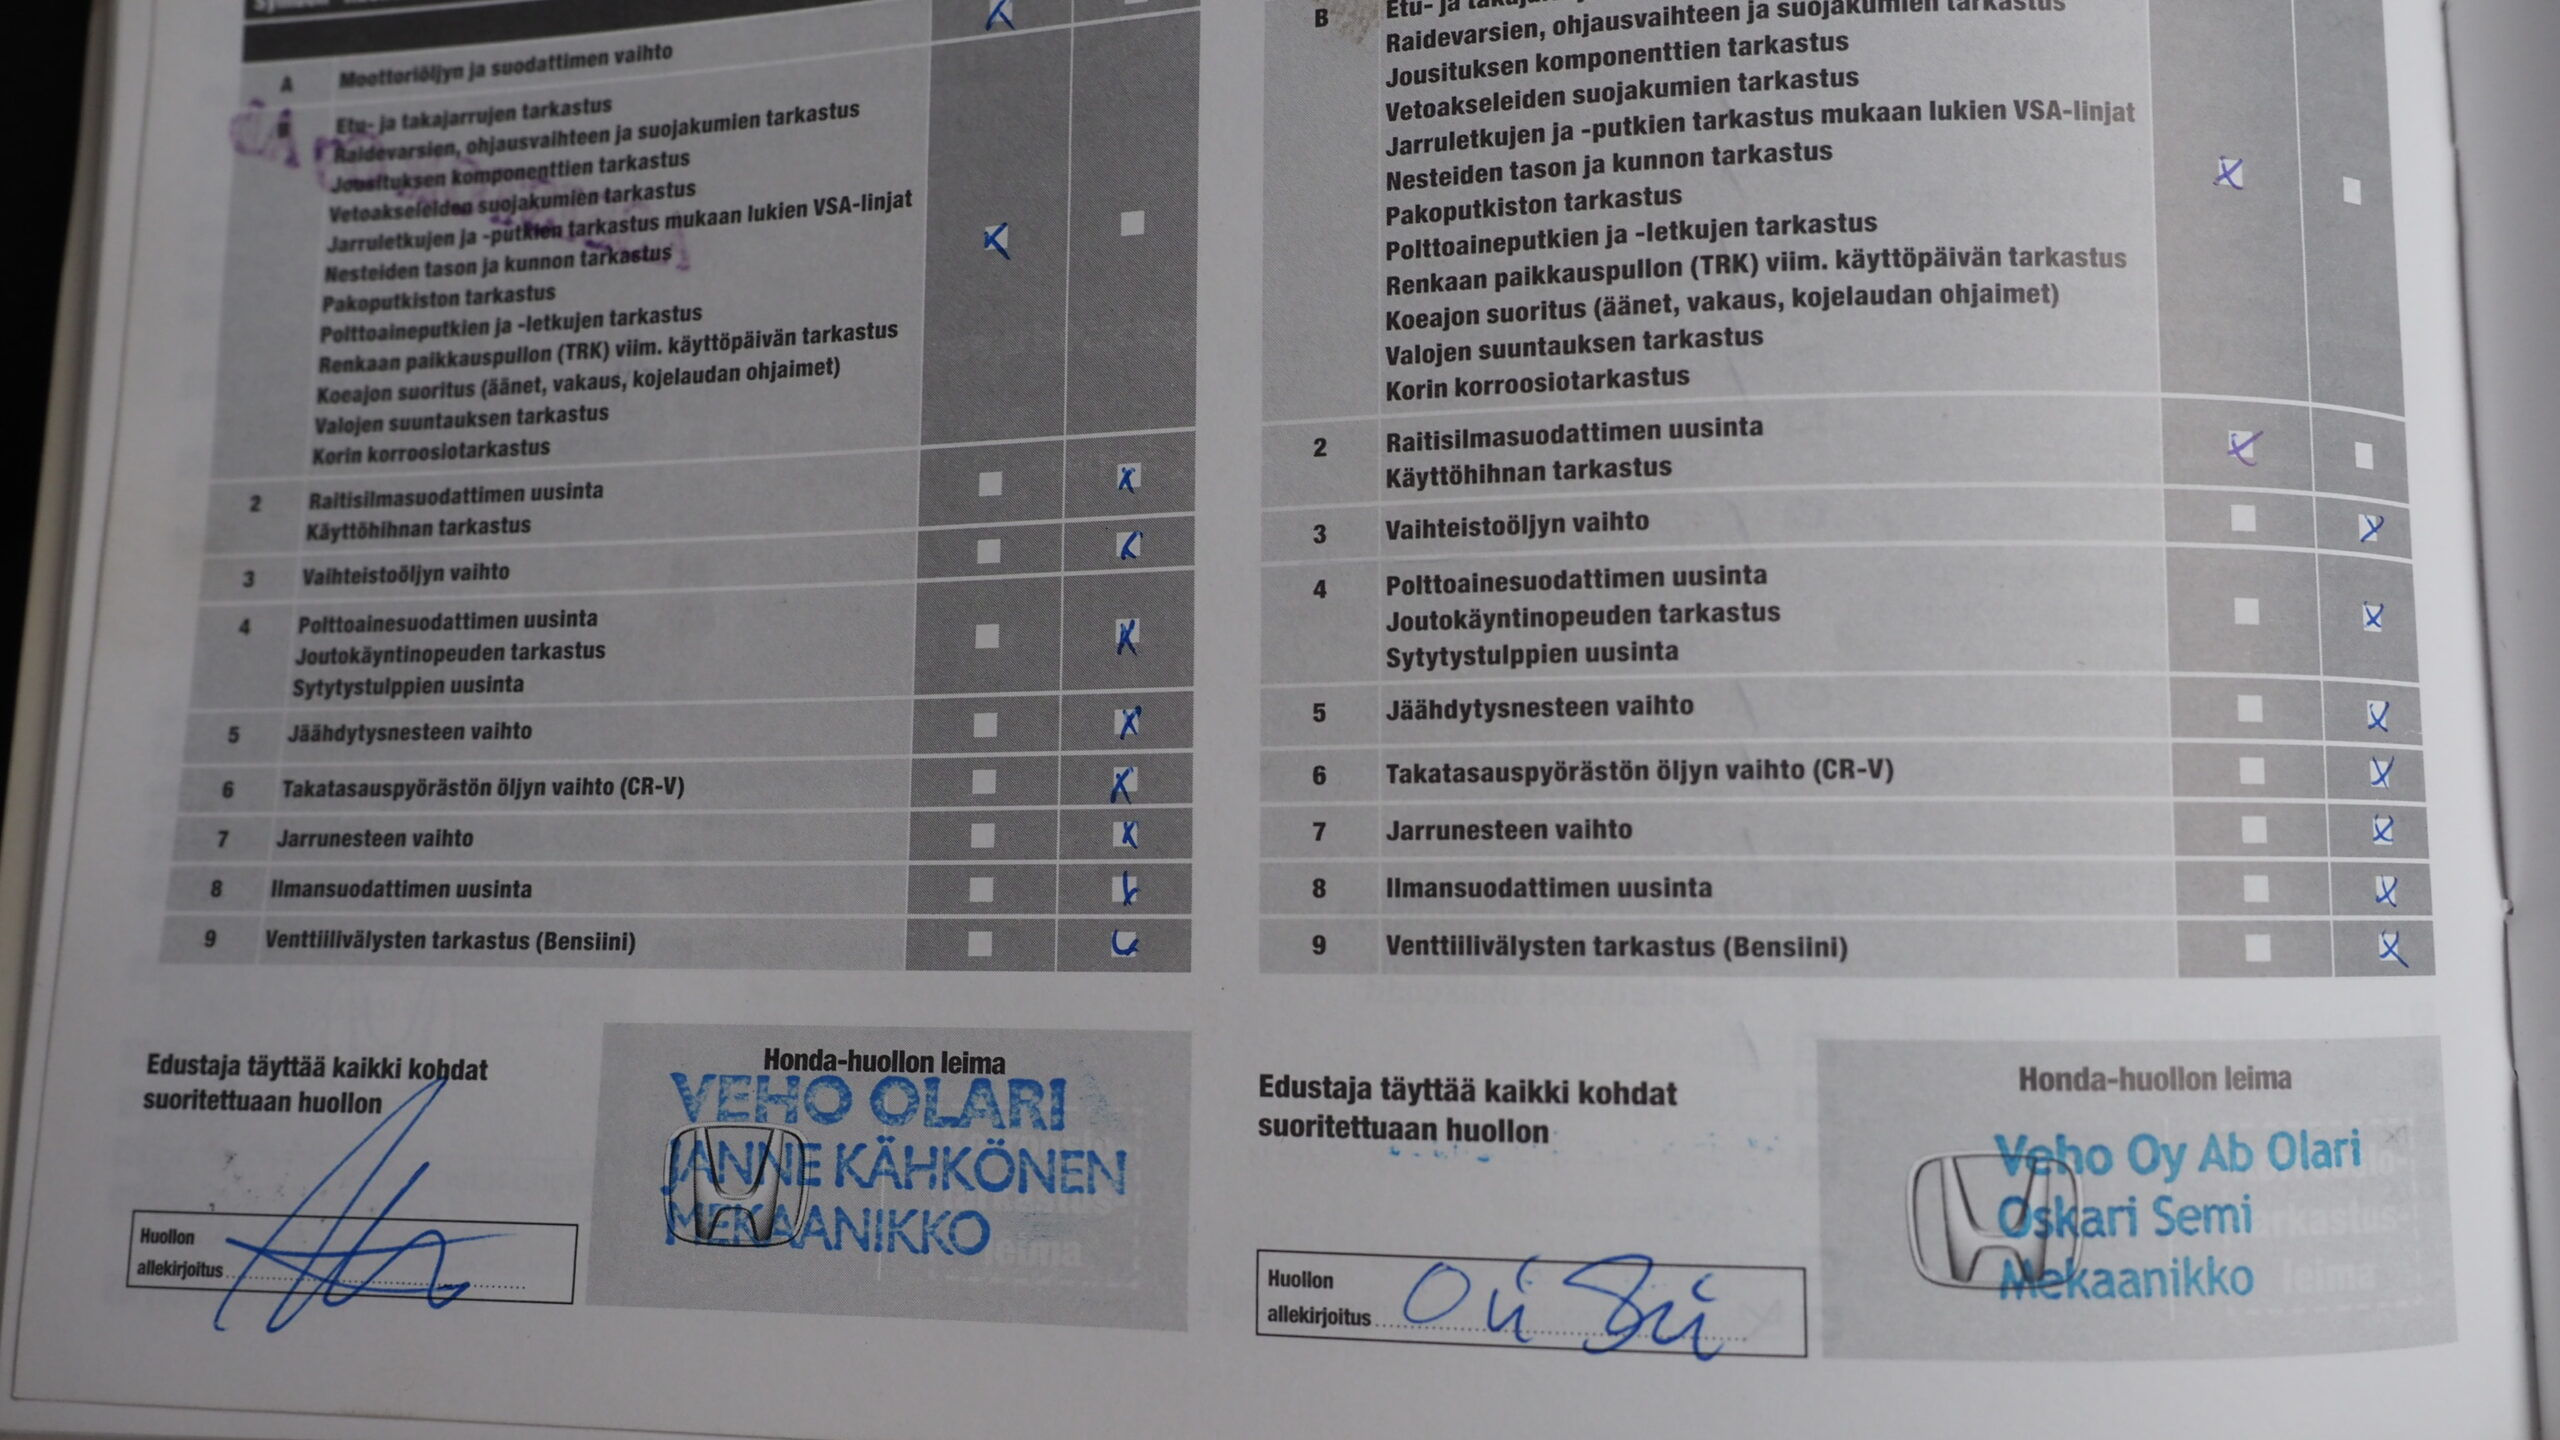 A Moottoriöljyn ja suodattimen vaihto
B Etu- ja takajarrujen tarkastus
Raidevarsien, ohjausvaihteen ja suojakumien tarkastus
Jousituksen komponenttien tarkastus
Vetoakseleiden suojakumien tarkastus
Jarruletkujen ja -putkien tarkastus mukaan lukien VSA-linjat
Nesteiden tason ja kunnon tarkastus
Pakoputkiston tarkastus
Polttoaineputkien ja -letkujen tarkastus
Renkaan paikkauspullon (TRK) viim. käyttöpäivän tarkastus
Koeajon suoritus (äänet, vakaus, kojelaudan ohjaimet)
Valojen suuntauksen tarkastus
Korin korroosiotarkastus
2 Raitisilmasuodattimen uusinta
Käyttöhihnan tarkastus
3 Vaihteistoöljyn vaihto
4 Polttoainesuodattimen uusinta
Joutokäyntinopeuden tarkastus
Sytytystulppien uusinta
5 Jäähdytysnesteen vaihto
6 Takatasauspyörästön öljyn vaihto (CR-V)
7 Jarrunesteen vaihto
8 Ilmansuodattimen uusinta
9 Venttiilivälysten tarkastus (Bensiini)
Edustaja täyttää kaikki kohdat
suoritettuaan huollon
Huollon
allekirjoitus
Honda-huollon leima
VEHO OLARI
JANNE KÄHKÖNEN
MEKAANIKKO
B Etu- ja
Raidevarsien, ohjausvaihteen ja suojakumien tarkastus
Jousituksen komponenttien tarkastus
Vetoakseleiden suojakumien tarkastus
Jarruletkujen ja -putkien tarkastus mukaan lukien VSA-linjat
Nesteiden tason ja kunnon tarkastus
Pakoputkiston tarkastus
Polttoaineputkien ja -letkujen tarkastus
Renkaan paikkauspullon (TRK) viim. käyttöpäivän tarkastus
Koeajon suoritus (äänet, vakaus, kojelaudan ohjaimet)
Valojen suuntauksen tarkastus
Korin korroosiotarkastus
2 Raitisilmasuodattimen uusinta
Käyttöhihnan tarkastus
3 Vaihteistoöljyn vaihto
4 Polttoainesuodattimen uusinta
Joutokäyntinopeuden tarkastus
Sytytystulppien uusinta
5 Jäähdytysnesteen vaihto
6 Takatasauspyörästön öljyn vaihto (CR-V)
7 Jarrunesteen vaihto
8 Ilmansuodattimen uusinta
9 Venttiilivälysten tarkastus (Bensiini)
Edustaja täyttää kaikki kohdat
suoritettuaan huollon
Huollon
allekirjoitus
Honda-huollon leima
Veho Oy Ab Olari
Oskari Semi
Mekaanikko